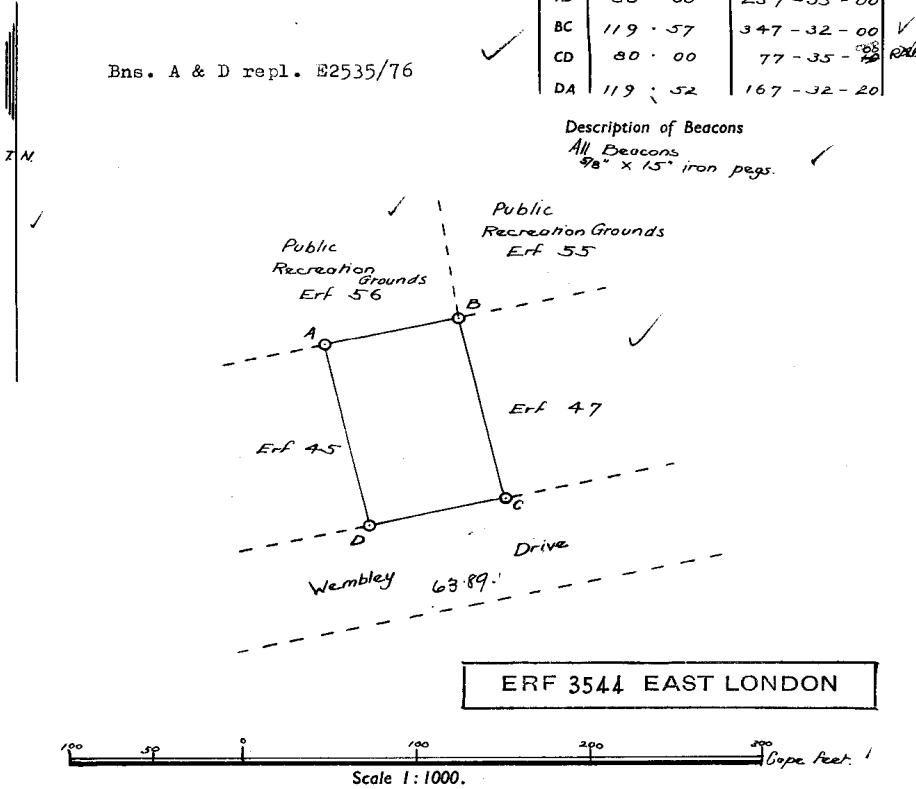 BC 119·57 347-32-00
CD 80·00 77-35-
DA 119·52 167-32-20
Bns. A & D repl. E2535/76
Description of Beacons
All Beacons
5/8" X 15" iron pegs.
T.N.
Public
Recreation Grounds
Erf 55
Public
Recreation
Grounds
Erf 56
B
A
Erf 47
Erf 45
C
D
Drive
Wembley 63·89·
ERF 3544 EAST LONDON
100 50 0 100 200 300 Cape Feet.
Scale 1:1000.